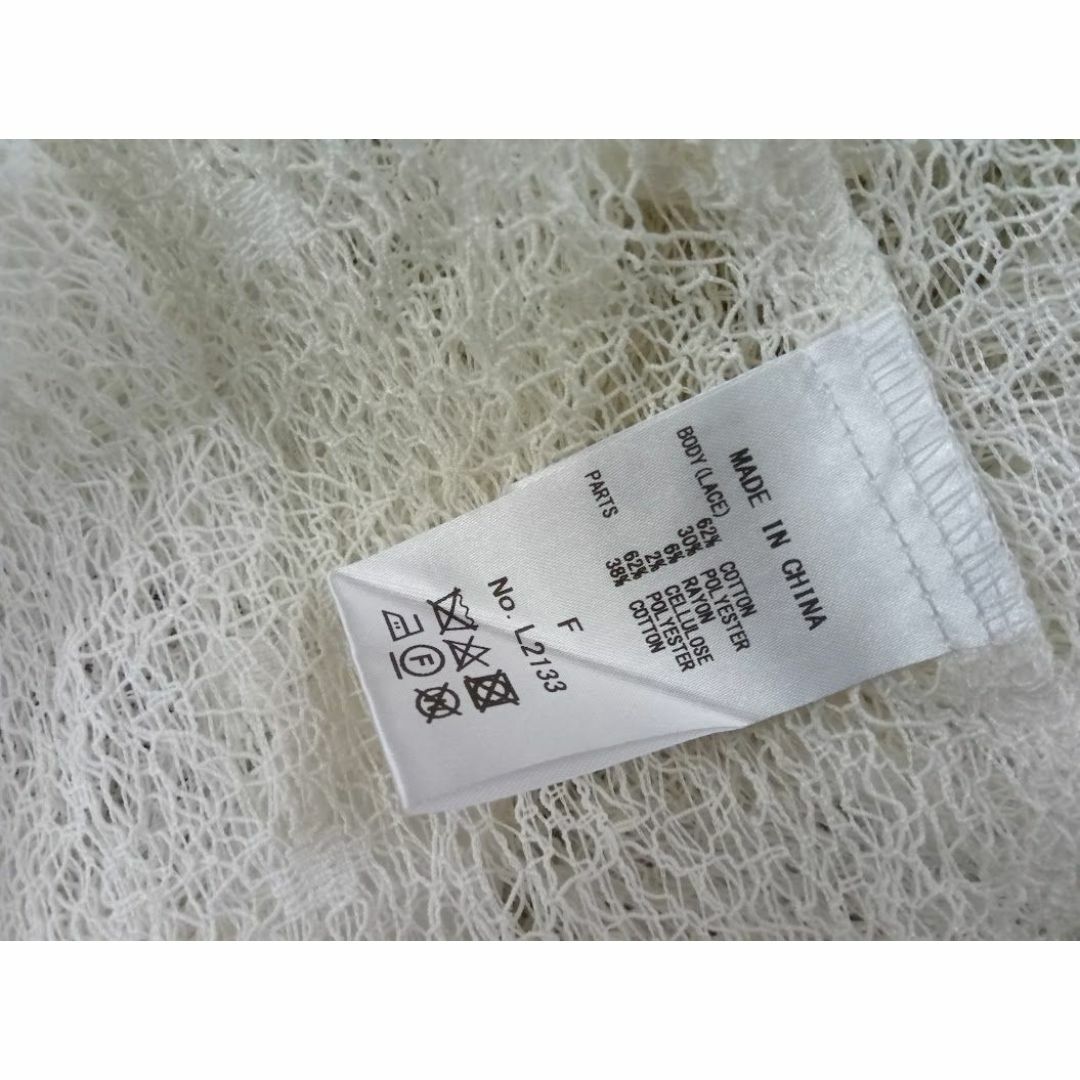 MADE IN CHINA
BODY(LACE)
62% COTTON
30% POLYESTER
6% RAYON
2% CELLULOSE
PARTS
62% POLYESTER
38% COTTON
F
No. L2133
F